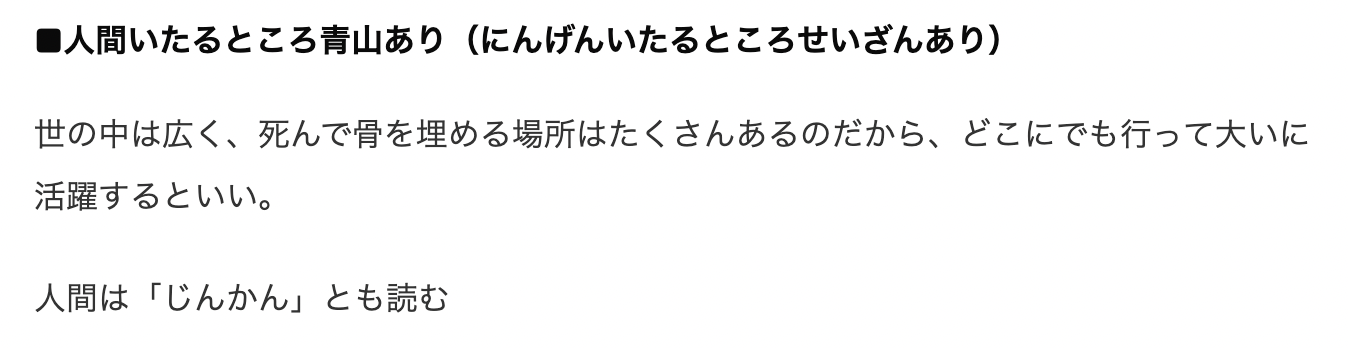 ■人間いたるところ青山あり（にんげんいたるところせいざんあり）
世の中は広く、死んで骨を埋める場所はたくさんあるのだから、どこにでも行って大いに
活躍するといい。
人間は「じんかん」とも読む